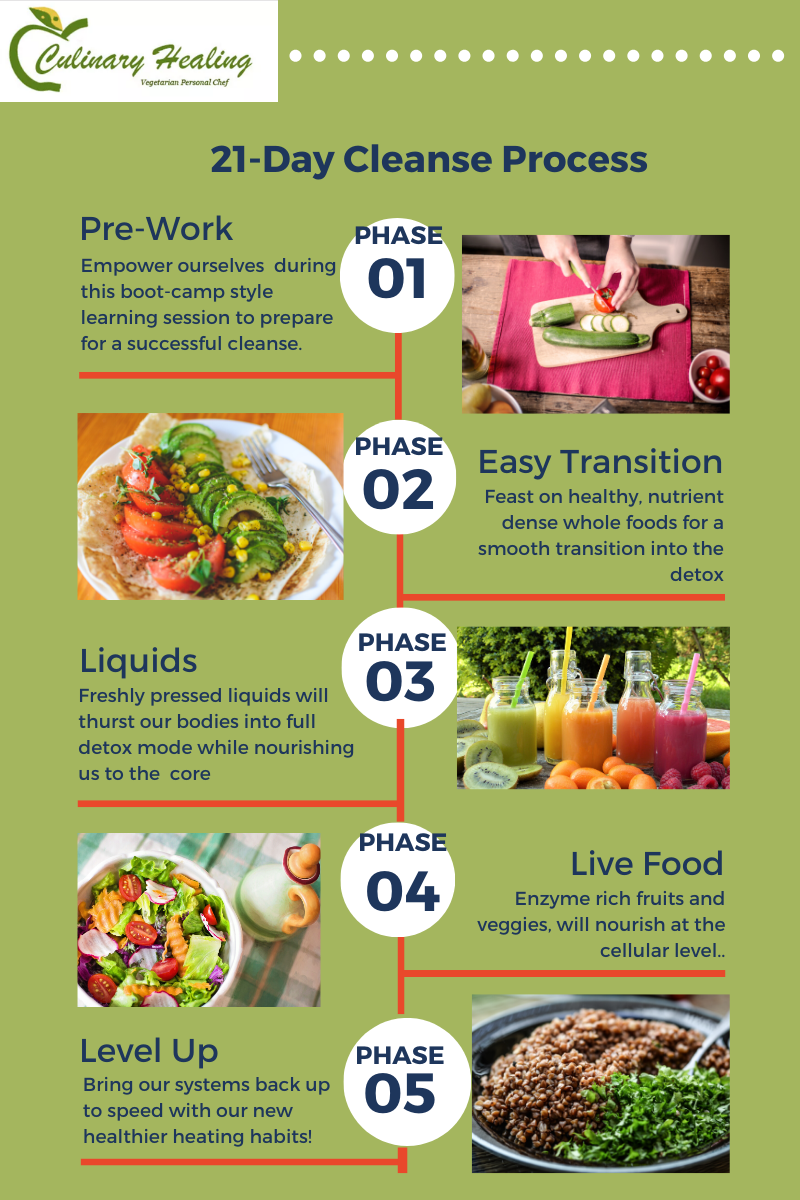 Culinary Healing
Vegetarian Personal Chef
21-Day Cleanse Process
Pre-Work
Empower ourselves during
this boot-camp style
learning session to prepare
for a successful cleanse.
PHASE
01
PHASE
02
Easy Transition
Feast on healthy, nutrient
dense whole foods for a
smooth transition into the
detox
Liquids
Freshly pressed liquids will
thurst our bodies into full
detox mode while nourishing
us to the core
PHASE
03
PHASE
04
Live Food
Enzyme rich fruits and
veggies, will nourish at the
cellular level..
Level Up
Bring our systems back up
to speed with our new
healthier heating habits!
PHASE
05